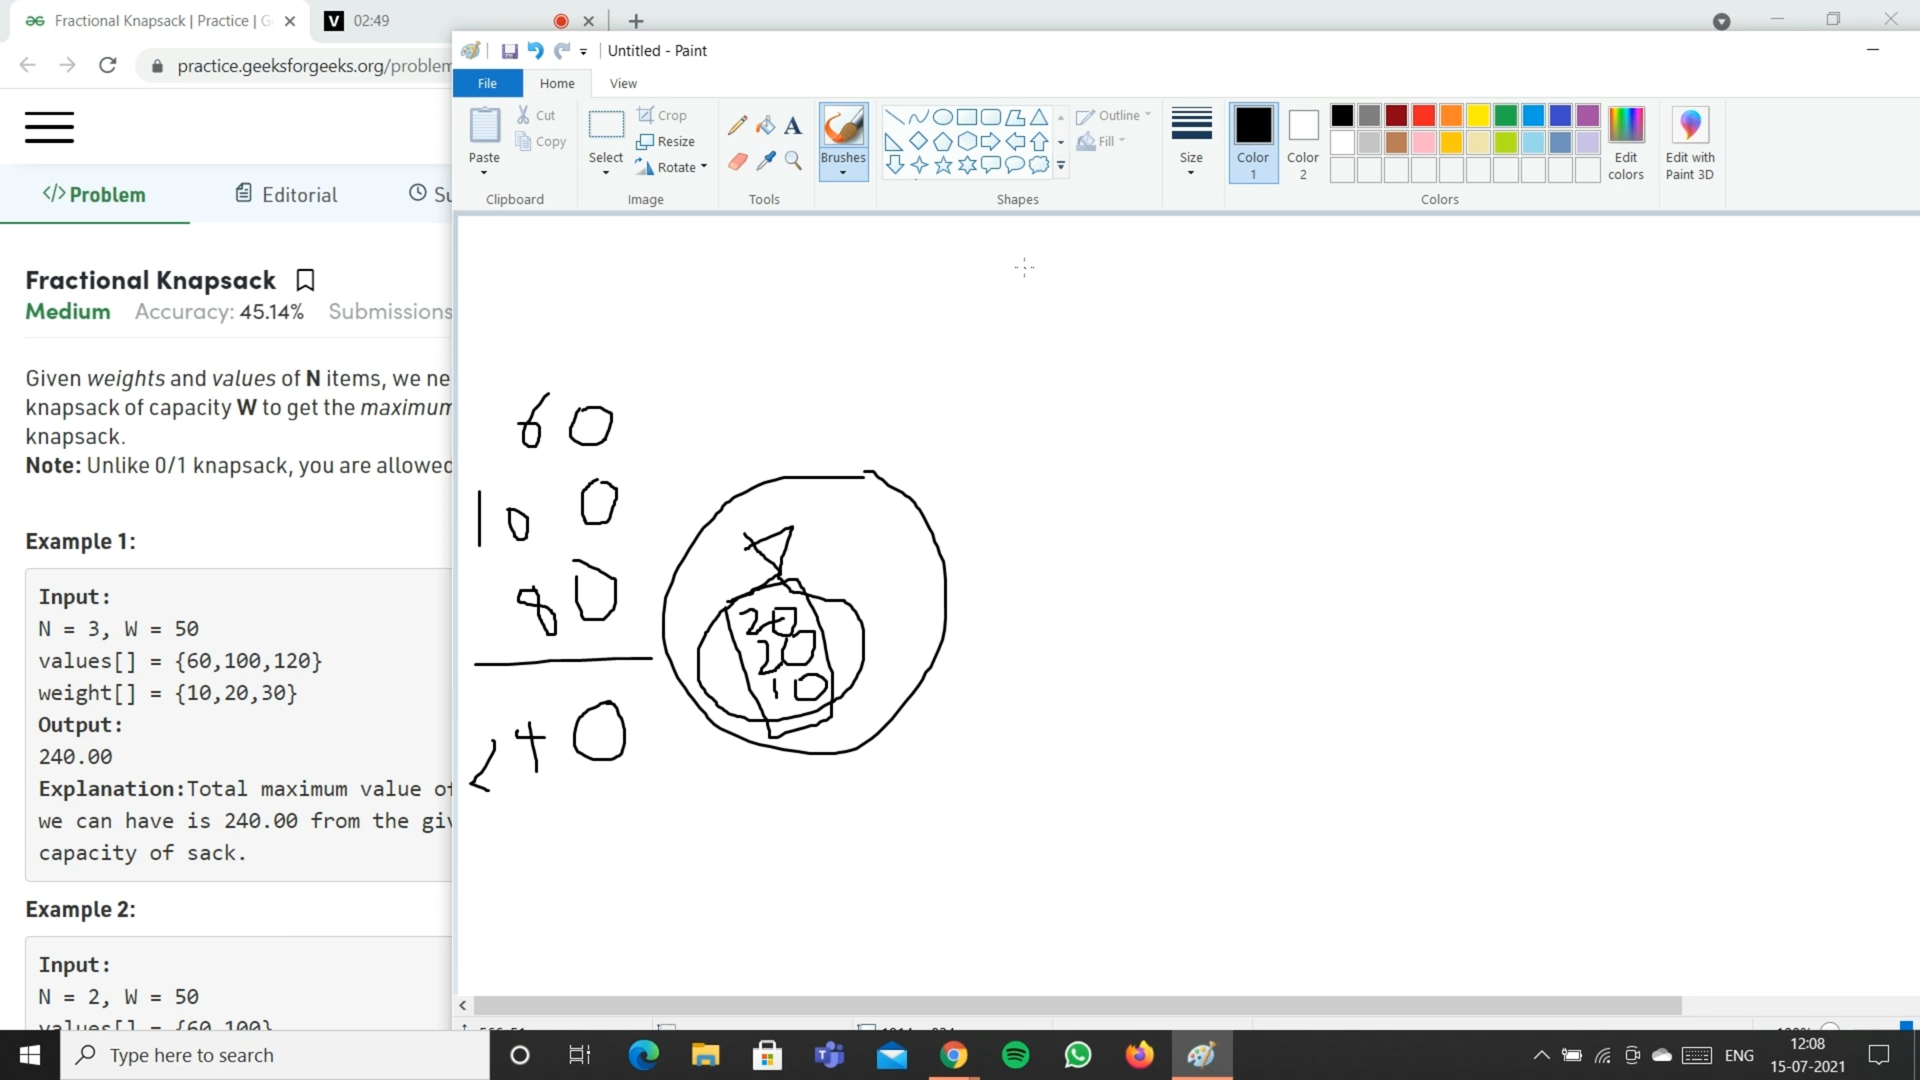 Fractional Knapsack | Practice | G
V 02:49
practice.geeksforgeeks.org/problem
Untitled - Paint
File Home View
Paste Cut Copy Clipboard
Select Crop Resize Rotate Image
Tools
Brushes
Shapes
Outline
Fill
Size
Color 1
Color 2
Edit colors
Edit with Paint 3D
Colors
</> Problem Editorial Su
Fractional Knapsack
Medium Accuracy: 45.14% Submissions
Given weights and values of N items, we ne
knapsack of capacity W to get the maximum
knapsack.
Note: Unlike 0/1 knapsack, you are allowed
Example 1:
Input:
N = 3, W = 50
values[] = {60,100,120}
weight[] = {10,20,30}
Output:
240.00
Explanation:Total maximum value of
we can have is 240.00 from the giv
capacity of sack.
Example 2:
Input:
N = 2, W = 50
values[] = {60,100}
60
100
80
240
20
20
10
Type here to search
ENG
12:08
15-07-2021